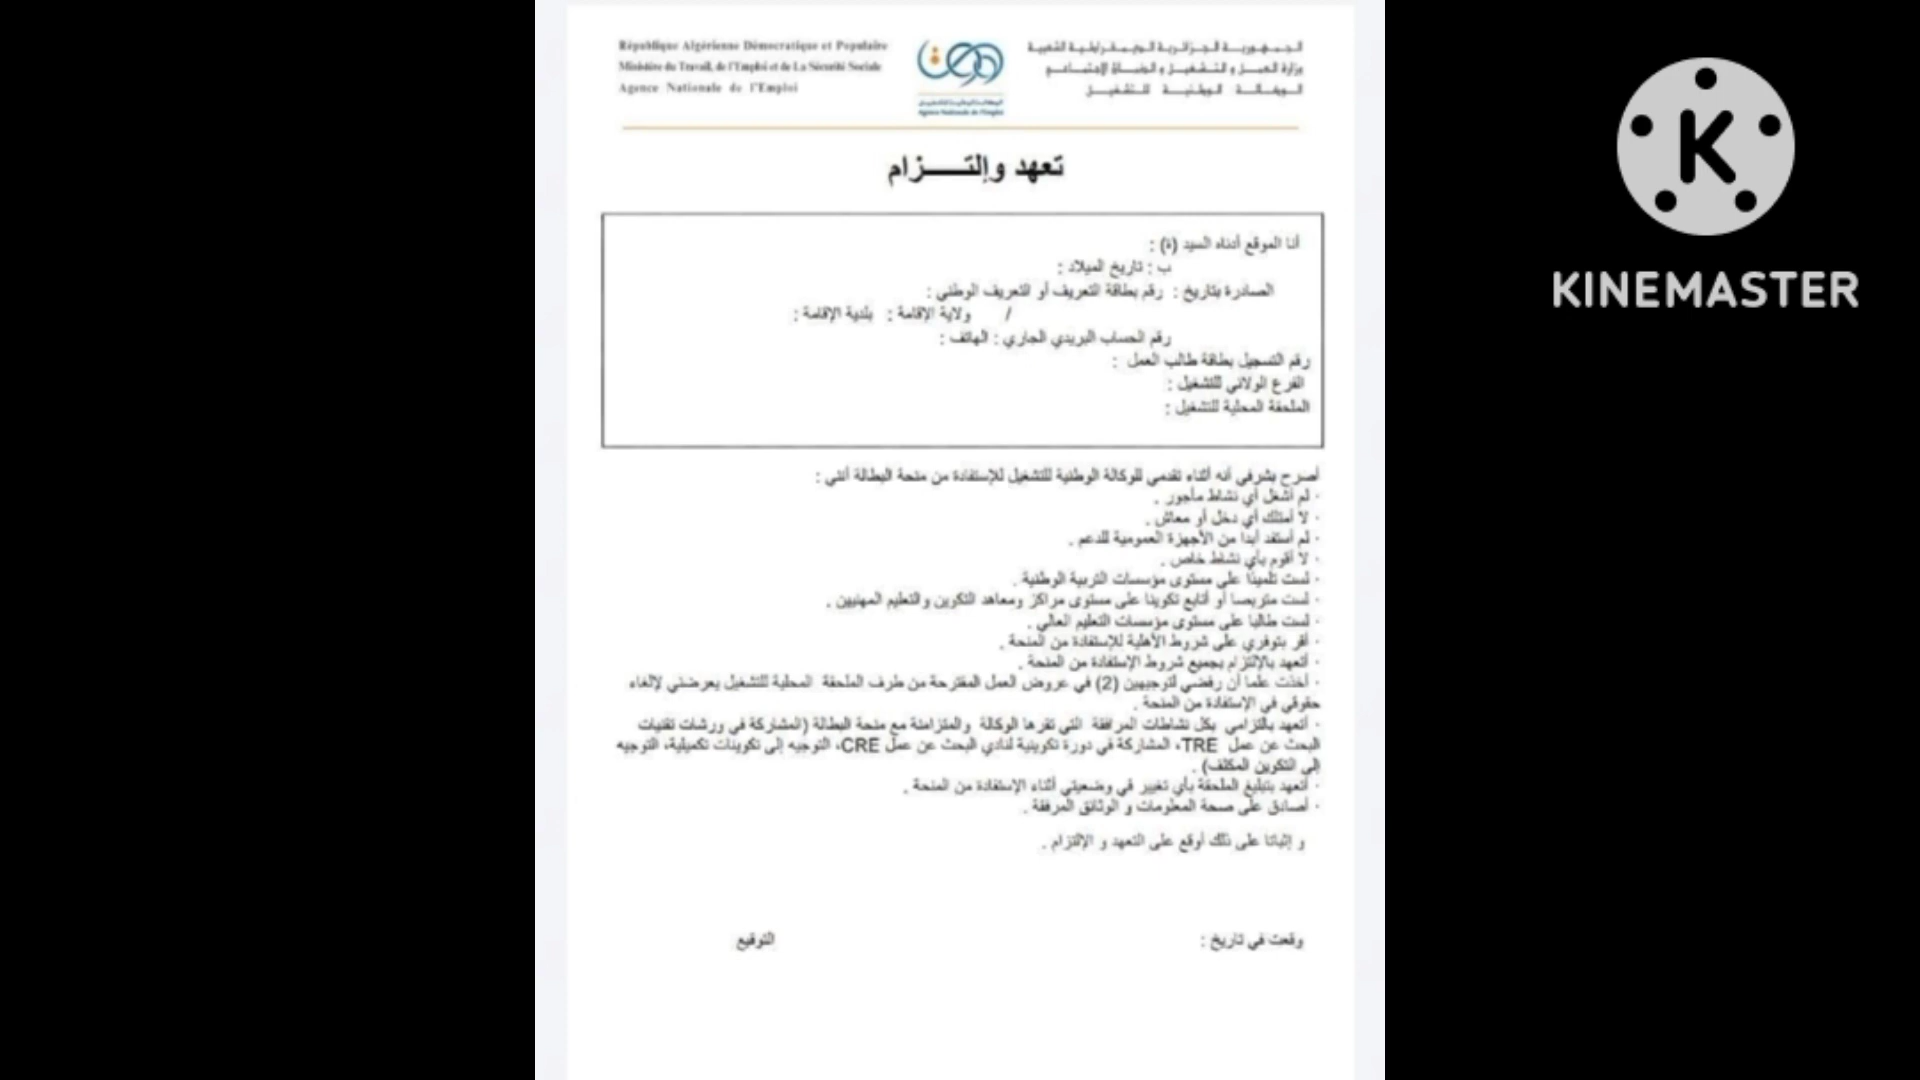 République Algérienne Démocratique et Populaire
Ministère du Travail, de l'Emploi et de La Sécurité Sociale
Agence Nationale de l'Emploi
الجمهورية الجزائرية الديمقراطية الشعبية
وزارة العمل و التشغيل و الضمان الإجتماعي
الوكالة الوطنية للتشغيل
الوكالة الوطنية للتشغيل
Agence Nationale de l'Emploi
KINEMASTER
تعهد وإلتـــــزام
أنا الموقع أدناه السيد (ة) :
ب : تاريخ الميلاد :
الصادرة بتاريخ : رقم بطاقة التعريف أو التعريف الوطني :
/ ولاية الإقامة : بلدية الإقامة :
رقم الحساب البريدي الجاري : الهاتف :
رقم التسجيل بطاقة طالب العمل :
الفرع الولائي للتشغيل :
الملحقة المحلية للتشغيل :
أصرح بشرفي أنه أثناء تقدمي للوكالة الوطنية للتشغيل للإستفادة من منحة البطالة أنني :
· لم أشغل أي نشاط مأجور .
· لا أمتلك أي دخل أو معاش .
· لم أستفد أبدا من الأجهزة العمومية للدعم .
· لا أقوم بأي نشاط خاص .
· لست تلميذا على مستوى مؤسسات التربية الوطنية .
· لست متربصا أو أتابع تكوينا على مستوى مراكز ومعاهد التكوين والتعليم المهنيين .
· لست طالبا على مستوى مؤسسات التعليم العالي .
· أقر بتوفري على شروط الأهلية للإستفادة من المنحة .
· أتعهد بالإلتزام بجميع شروط الإستفادة من المنحة .
· أخذت علما أن رفضي لتوجيهين (2) في عروض العمل المقترحة من طرف الملحقة المحلية للتشغيل يعرضني لإلغاء
حقوقي في الإستفادة من المنحة .
· أتعهد بالتزامي بكل نشاطات المرافقة التي تقرها الوكالة والمتزامنة مع منحة البطالة (المشاركة في ورشات تقنيات
البحث عن عمل TRE، المشاركة في دورة تكوينية لنادي البحث عن عمل CRE، التوجيه إلى تكوينات تكميلية، التوجيه
إلى التكوين المكلف) .
· أتعهد بتبليغ الملحقة بأي تغيير في وضعيتي أثناء الإستفادة من المنحة .
· أصادق على صحة المعلومات و الوثائق المرفقة .
و إثباتا على ذلك أوقع على التعهد و الإلتزام .
وقعت في تاريخ :
التوقيع